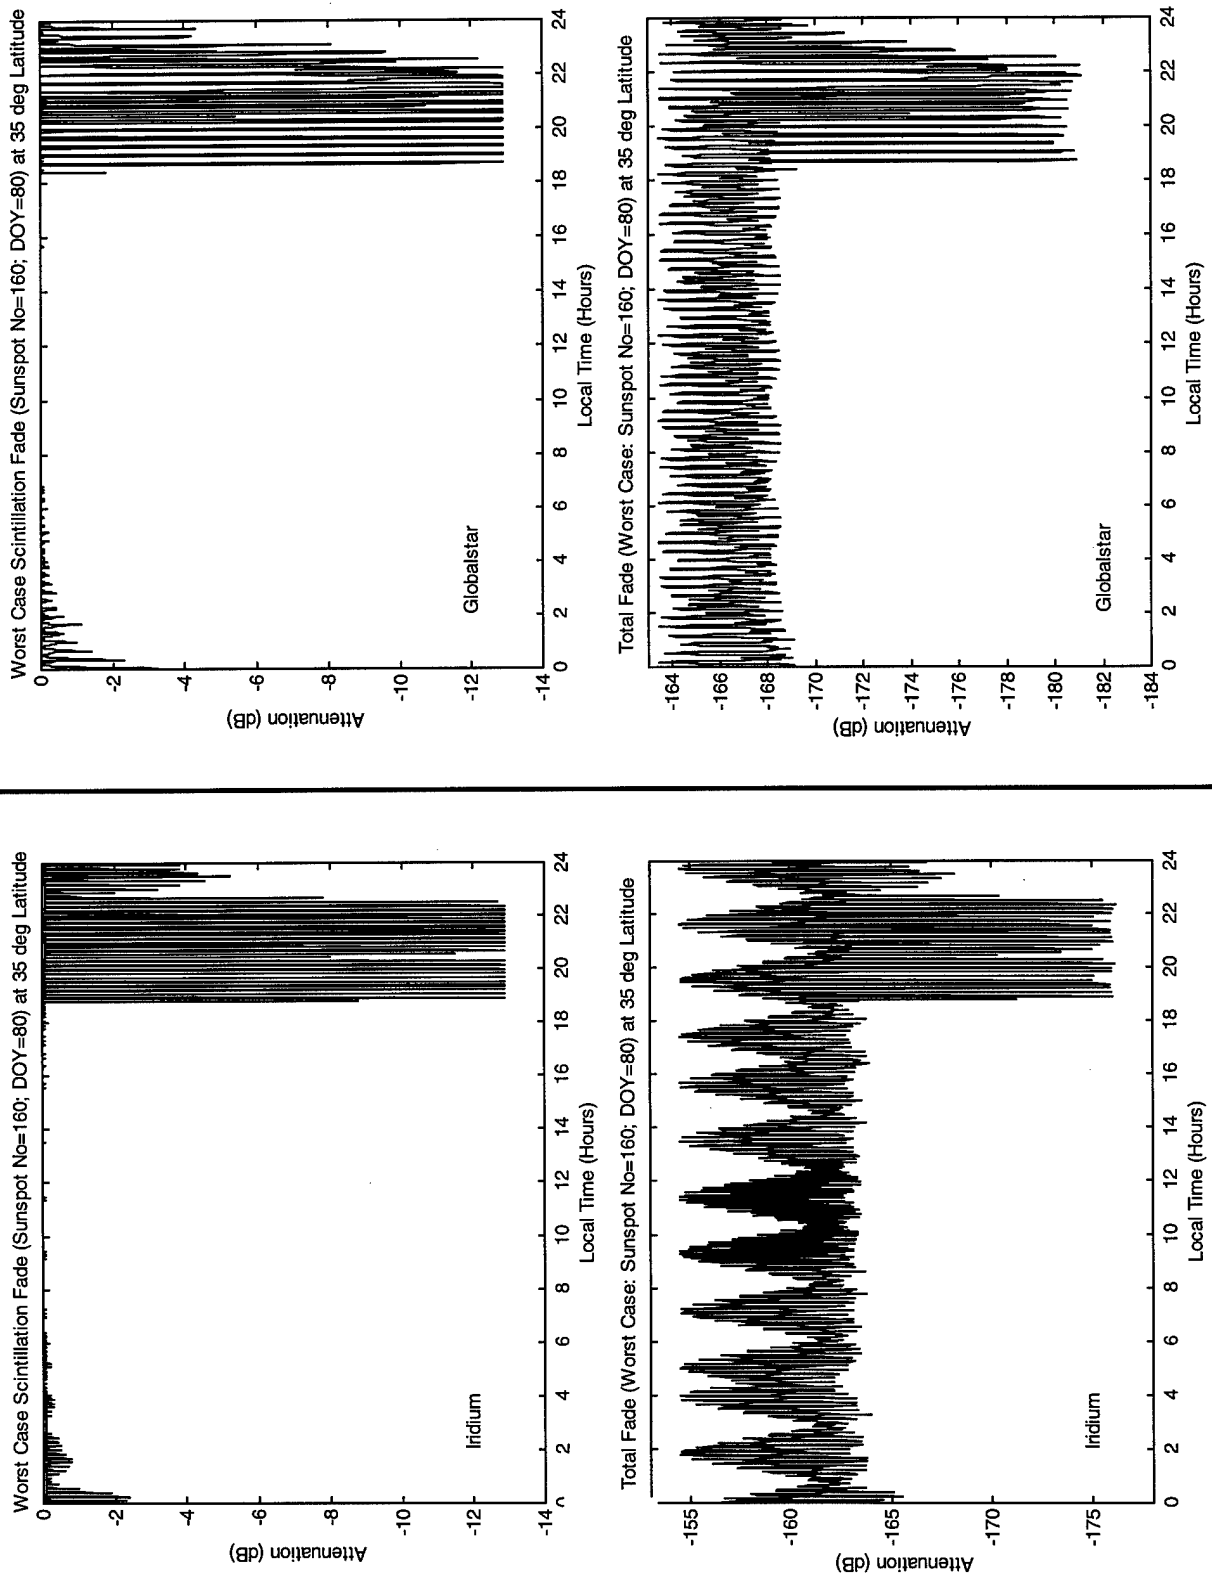 Worst Case Scintillation Fade (Sunspot No=160; DOY=80) at 35 deg Latitude
0
-2
-4
-6
-8
-10
-12
-14
Attenuation (dB)
Iridium
0 2 4 6 8 10 12 14 16 18 20 22 24
Local Time (Hours)
Total Fade (Worst Case: Sunspot No=160; DOY=80) at 35 deg Latitude
-155
-160
-165
-170
-175
Attenuation (dB)
Iridium
0 2 4 6 8 10 12 14 16 18 20 22 24
Local Time (Hours)
Worst Case Scintillation Fade (Sunspot No=160; DOY=80) at 35 deg Latitude
0
-2
-4
-6
-8
-10
-12
-14
Attenuation (dB)
Globalstar
0 2 4 6 8 10 12 14 16 18 20 22 24
Local Time (Hours)
Total Fade (Worst Case: Sunspot No=160; DOY=80) at 35 deg Latitude
-164
-166
-168
-170
-172
-174
-176
-178
-180
-182
-184
Attenuation (dB)
Globalstar
0 2 4 6 8 10 12 14 16 18 20 22 24
Local Time (Hours)